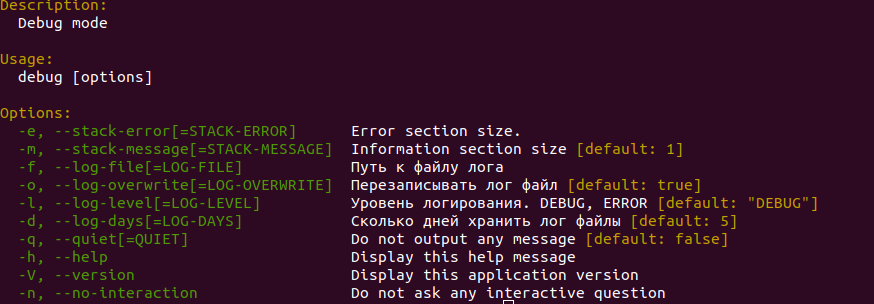 Description:
  Debug mode

Usage:
  debug [options]

Options:
  -e, --stack-error[=STACK-ERROR]      Error section size.
  -m, --stack-message[=STACK-MESSAGE]  Information section size [default: 1]
  -f, --log-file[=LOG-FILE]            Путь к файлу лога
  -o, --log-overwrite[=LOG-OVERWRITE]  Перезаписывать лог файл [default: true]
  -l, --log-level[=LOG-LEVEL]          Уровень логирования. DEBUG, ERROR [default: "DEBUG"]
  -d, --log-days[=LOG-DAYS]            Сколько дней хранить лог файлы [default: 5]
  -q, --quiet[=QUIET]                  Do not output any message [default: false]
  -h, --help                           Display this help message
  -V, --version                        Display this application version
  -n, --no-interaction                 Do not ask any interactive question